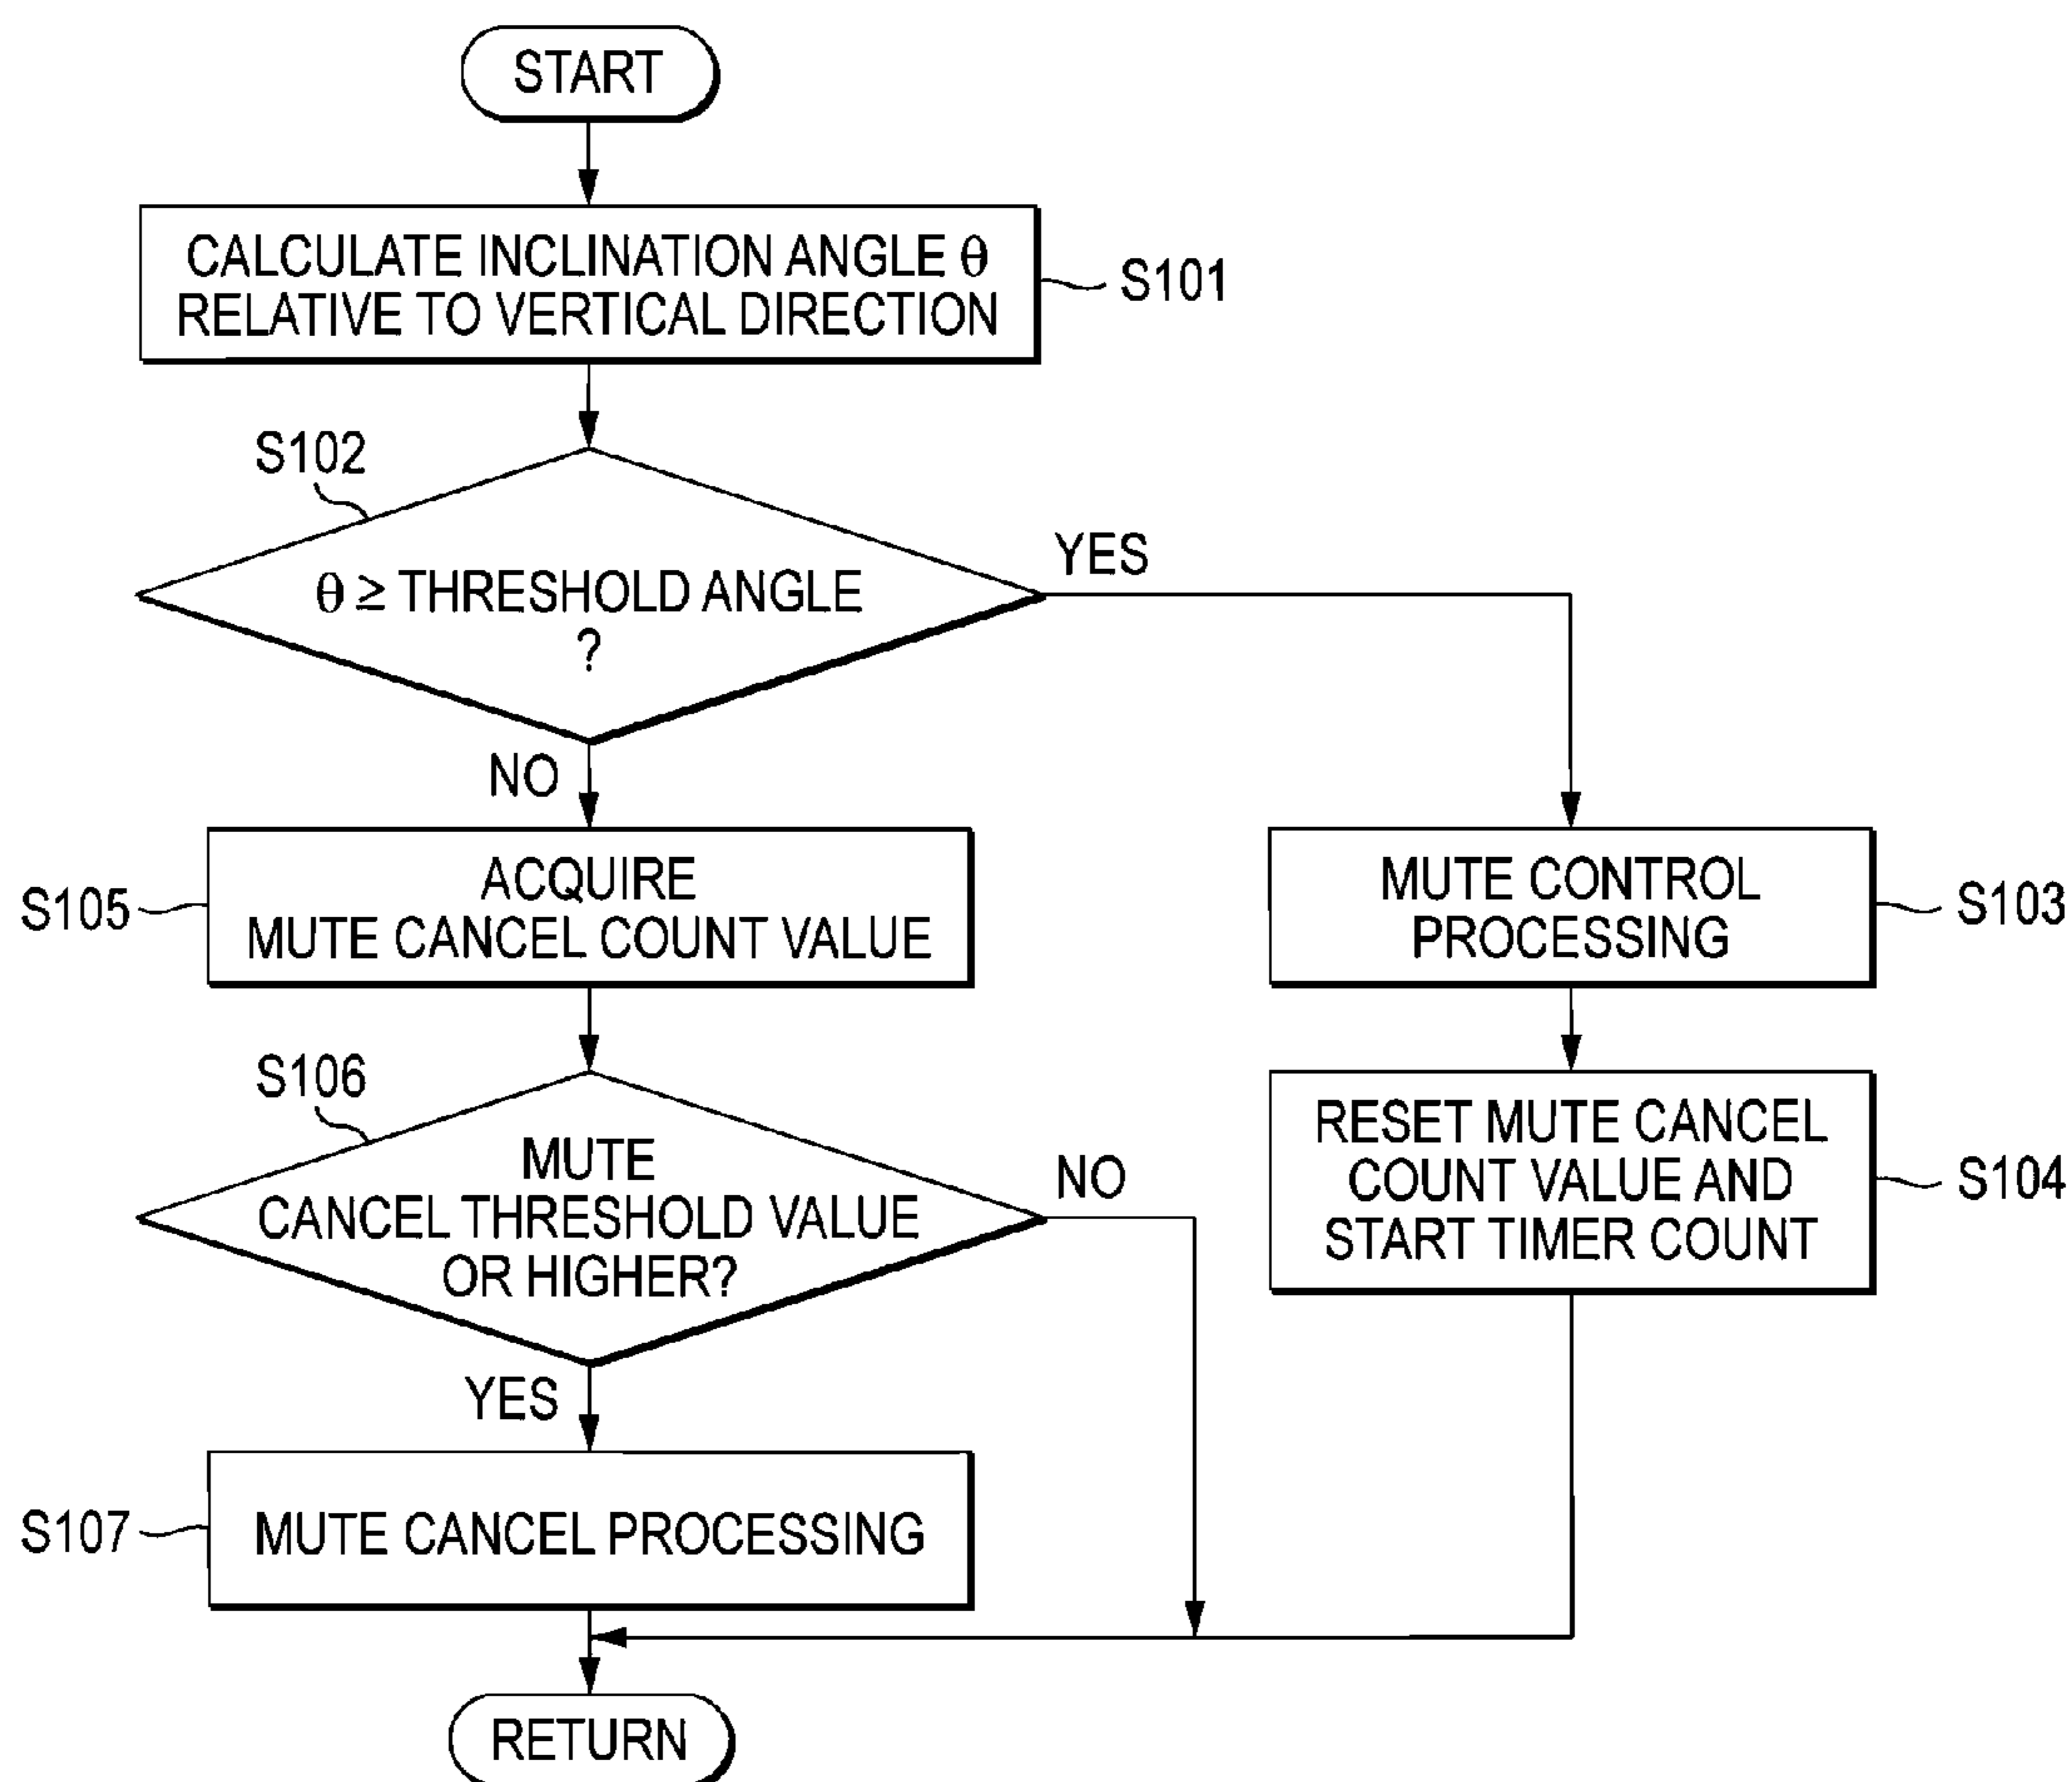 START
CALCULATE INCLINATION ANGLE θ
RELATIVE TO VERTICAL DIRECTION
S101
S102
θ ≥ THRESHOLD ANGLE
?
YES
NO
ACQUIRE
MUTE CANCEL COUNT VALUE
S105
MUTE CONTROL
PROCESSING
S103
S106
MUTE
CANCEL THRESHOLD VALUE
OR HIGHER?
NO
YES
RESET MUTE CANCEL
COUNT VALUE AND
START TIMER COUNT
S104
S107
MUTE CANCEL PROCESSING
RETURN